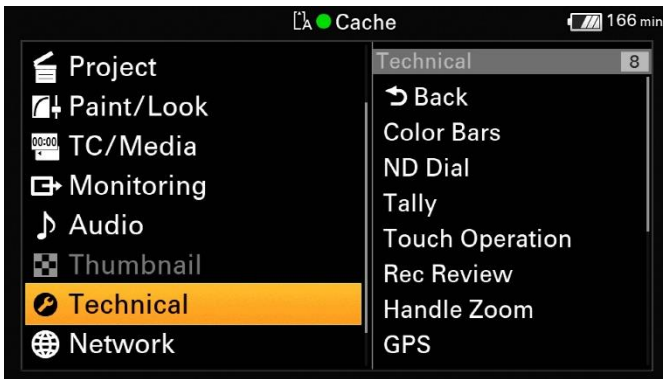 A Cache 166 min
Project
Paint/Look
00:00 TC/Media
Monitoring
Audio
Thumbnail
Technical
Network
Technical 8
Back
Color Bars
ND Dial
Tally
Touch Operation
Rec Review
Handle Zoom
GPS